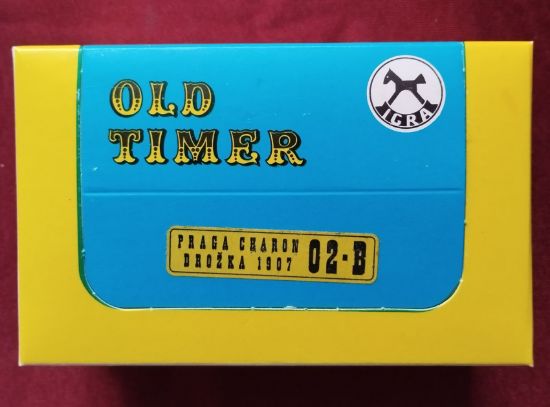 OLD
TIMER
IGRA
PRAGA CHARON
DROŽKA 1907
02-B